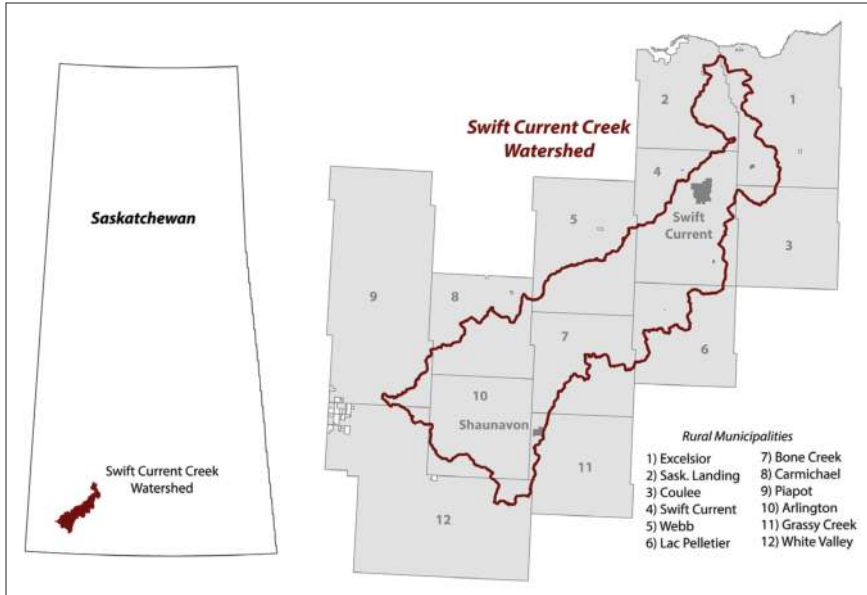 Saskatchewan
Swift Current Creek
Watershed
Swift Current Creek
Watershed
2
1
4
Swift
Current
5
3
9
8
7
6
10
Shaunavon
11
12
Rural Municipalities
1) Excelsior
2) Sask. Landing
3) Coulee
4) Swift Current
5) Webb
6) Lac Pelletier
7) Bone Creek
8) Carmichael
9) Piapot
10) Arlington
11) Grassy Creek
12) White Valley